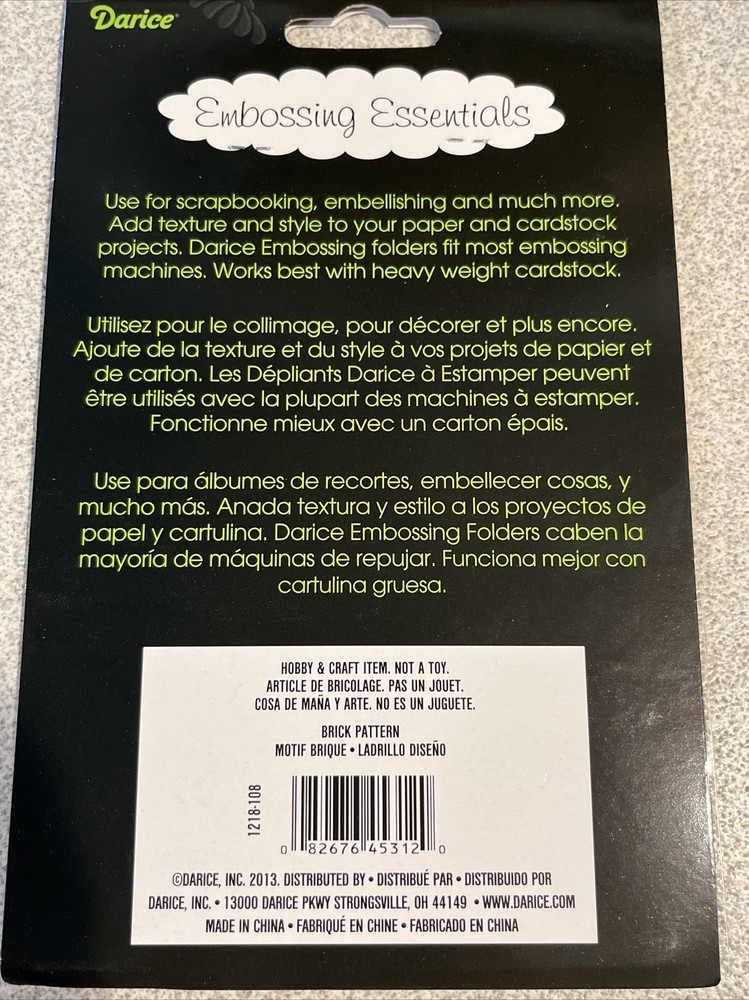 Darice
Embossing Essentials
Use for scrapbooking, embellishing and much more.
Add texture and style to your paper and cardstock
projects. Darice Embossing folders fit most embossing
machines. Works best with heavy weight cardstock.
Utilisez pour le collimage, pour décorer et plus encore.
Ajoute de la texture et du style à vos projets de papier et
de carton. Les Dépliants Darice à Estamper peuvent
être utilisés avec la plupart des machines à estamper.
Fonctionne mieux avec un carton épais.
Use para álbumes de recortes, embellecer cosas, y
mucho más. Anada textura y estilo a los proyectos de
papel y cartulina. Darice Embossing Folders caben la
mayoría de máquinas de repujar. Funciona mejor con
cartulina gruesa.
HOBBY & CRAFT ITEM. NOT A TOY.
ARTICLE DE BRICOLAGE. PAS UN JOUET.
COSA DE MAÑA Y ARTE. NO ES UN JUGUETE.
BRICK PATTERN
MOTIF BRIQUE • LADRILLO DISEÑO
1218-108
0 82676 45312 0
©DARICE, INC. 2013. DISTRIBUTED BY • DISTRIBUÉ PAR • DISTRIBUIDO POR
DARICE, INC. • 13000 DARICE PKWY STRONGSVILLE, OH 44149 • WWW.DARICE.COM
MADE IN CHINA • FABRIQUÉ EN CHINE • FABRICADO EN CHINA